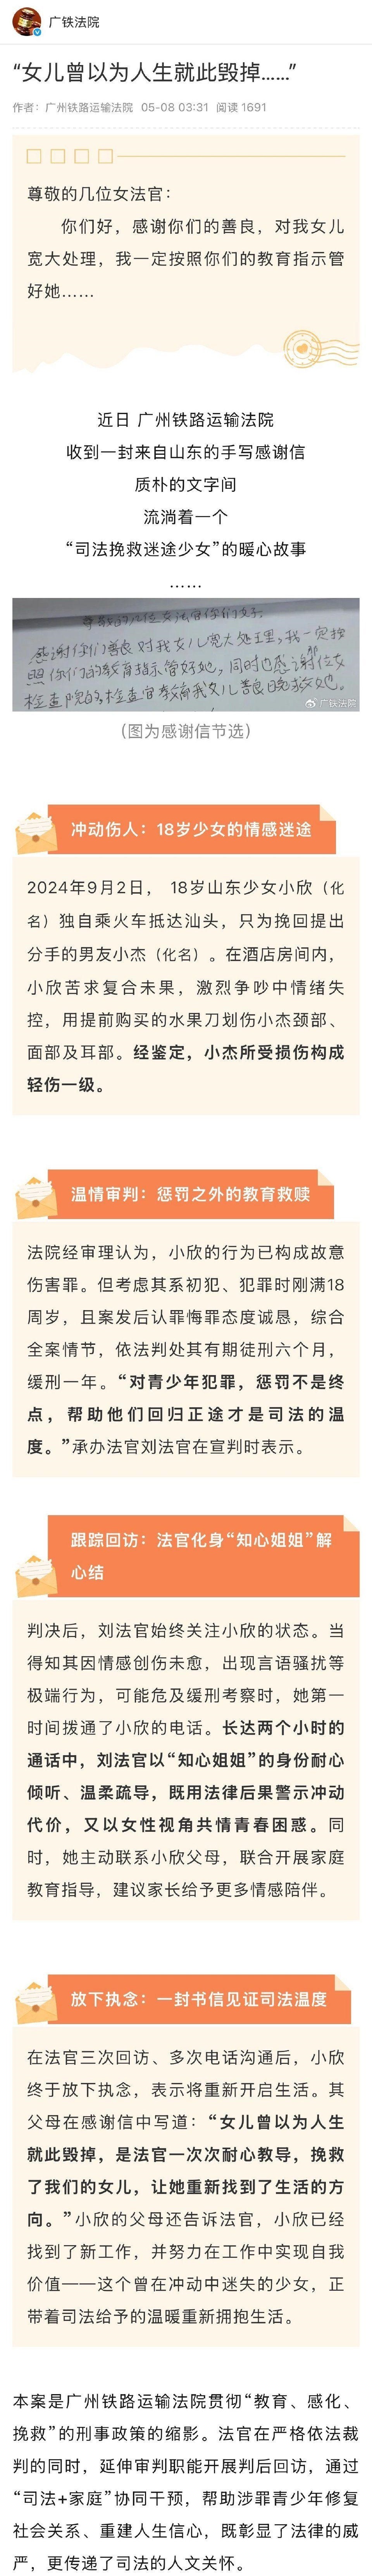 广铁法院
“女儿曾以为人生就此毁掉……”
作者：广州铁路运输法院 05-08 03:31 阅读 1691
尊敬的几位女法官：
你们好，感谢你们的善良，对我女儿
宽大处理，我一定按照你们的教育指示管
好她……
近日 广州铁路运输法院
收到一封来自山东的手写感谢信
质朴的文字间
流淌着一个
“司法挽救迷途少女”的暖心故事
……
尊敬的几位女法官你们好：
感谢你们善良对我女儿宽大处理，我一定按
照你们的教育指示管好她，同时也感谢位女
检查院的检查官教育我女儿善良晚救她。
广铁法院
（图为感谢信节选）
冲动伤人：18岁少女的情感迷途
2024年9月2日， 18岁山东少女小欣（化
名）独自乘火车抵达汕头，只为挽回提出
分手的男友小杰（化名）。在酒店房间内，
小欣苦求复合未果，激烈争吵中情绪失
控，用提前购买的水果刀划伤小杰颈部、
面部及耳部。经鉴定，小杰所受损伤构成
轻伤一级。
温情审判：惩罚之外的教育救赎
法院经审理认为，小欣的行为已构成故意
伤害罪。但考虑其系初犯、犯罪时刚满18
周岁，且案发后认罪悔罪态度诚恳，综合
全案情节，依法判处其有期徒刑六个月，
缓刑一年。“对青少年犯罪，惩罚不是终
点，帮助他们回归正途才是司法的温
度。”承办法官刘法官在宣判时表示。
跟踪回访：法官化身“知心姐姐”解
心结
判决后，刘法官始终关注小欣的状态。当
得知其因情感创伤未愈，出现言语骚扰等
极端行为，可能危及缓刑考察时，她第一
时间拨通了小欣的电话。长达两个小时的
通话中，刘法官以“知心姐姐”的身份耐心
倾听、温柔疏导，既用法律后果警示冲动
代价，又以女性视角共情青春困惑。同
时，她主动联系小欣父母，联合开展家庭
教育指导，建议家长给予更多情感陪伴。
放下执念：一封书信见证司法温度
在法官三次回访、多次电话沟通后，小欣
终于放下执念，表示将重新开启生活。其
父母在感谢信中写道：“女儿曾以为人生
就此毁掉，是法官一次次耐心教导，挽救
了我们的女儿，让她重新找到了生活的方
向。”小欣的父母还告诉法官，小欣已经
找到了新工作，并努力在工作中实现自我
价值——这个曾在冲动中迷失的少女，正
带着司法给予的温暖重新拥抱生活。
本案是广州铁路运输法院贯彻“教育、感化、
挽救”的刑事政策的缩影。法官在严格依法裁
判的同时，延伸审判职能开展判后回访，通过
“司法+家庭”协同干预，帮助涉罪青少年修复
社会关系、重建人生信心，既彰显了法律的威
严，更传递了司法的人文关怀。